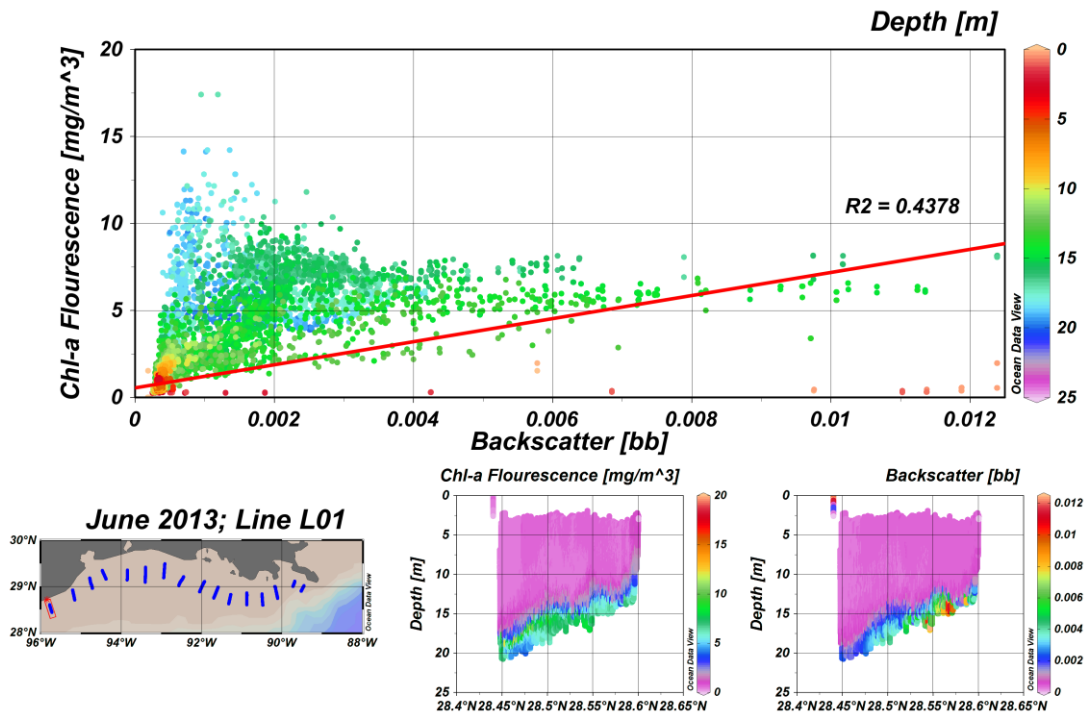 Depth [m]
Chl-a Flourescence [mg/m^3]
20
15
10
5
0
R2 = 0.4378
Ocean Data View
0
5
10
15
20
25
0
0.002
0.004
0.006
0.008
0.01
0.012
Backscatter [bb]
June 2013; Line L01
30°N
29°N
28°N
96°W
94°W
92°W
90°W
88°W
Ocean Data View
Chl-a Flourescence [mg/m^3]
Depth [m]
0
5
10
15
20
25
28.4°N
28.45°N
28.5°N
28.55°N
28.6°N
28.65°N
Ocean Data View
20
15
10
5
0
Backscatter [bb]
Depth [m]
0
5
10
15
20
25
28.4°N
28.45°N
28.5°N
28.55°N
28.6°N
28.65°N
Ocean Data View
0.012
0.01
0.008
0.006
0.004
0.002
0